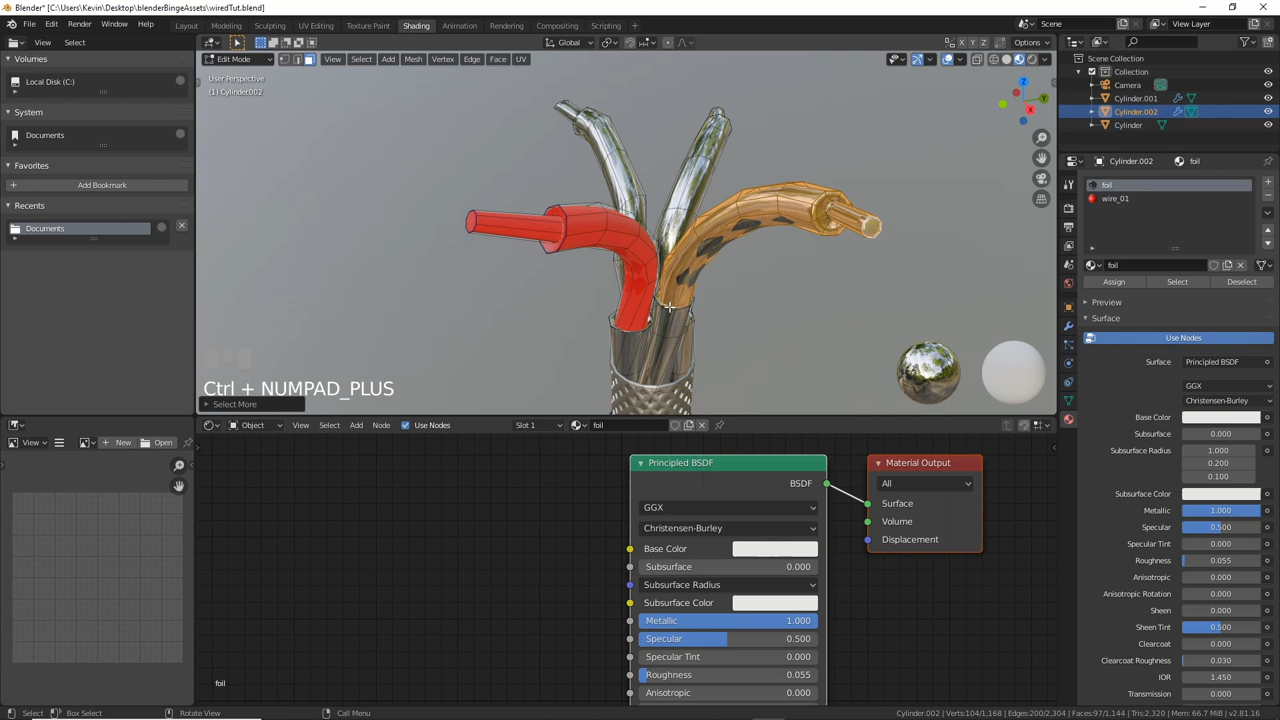 Blender* [C:\Users\Kevin\Desktop\blenderBingeAssets\wiredTut.blend]
File Edit Render Window Help Layout Modeling Sculpting UV Editing Texture Paint Shading Animation Rendering Compositing Scripting Scene View Layer
View Select Global Options
Volumes Edit Mode View Select Add Mesh Vertex Edge Face UV Scene Collection
Local Disk (C:) User Perspective Collection
(1) Cylinder002 Camera
System Cylinder.001
Documents Cylinder.002
Cylinder
Favorites Cylinder.002 foil
Add Bookmark foil
Recents wire_01
Documents
foil
Assign Select Deselect
Preview
Surface
Use Nodes
Surface Principled BSDF
GGX
Ctrl + NUMPAD_PLUS
Christensen-Burley
Select More
Base Color
View New Open Object View Select Add Node Use Nodes Slot 1 foil
Subsurface 0.000
Subsurface Radius 1.000
0.200
0.100
Principled BSDF Material Output
BSDF All
Subsurface Color
GGX Surface
Metallic 1.000
Christensen-Burley Volume
Specular 0.500
Base Color Displacement
Specular Tint 0.000
Subsurface 0.000
Roughness 0.055
Subsurface Radius
Anisotropic 0.000
Subsurface Color
Anisotropic Rotation 0.000
Metallic 1.000
Sheen 0.000
Specular 0.500
Sheen Tint 0.500
Specular Tint 0.000
Clearcoat 0.000
Roughness 0.055
Clearcoat Roughness 0.030
foil Anisotropic 0.000
IOR 1.450
Transmission 0.000
Select Box Select Rotate View Call Menu Cylinder.002 | Verts:104/1,168 | Edges:200/2,304 | Faces:97/1,144 | Tris:2,320 | Mem: 66.7 MiB | v2.81.16